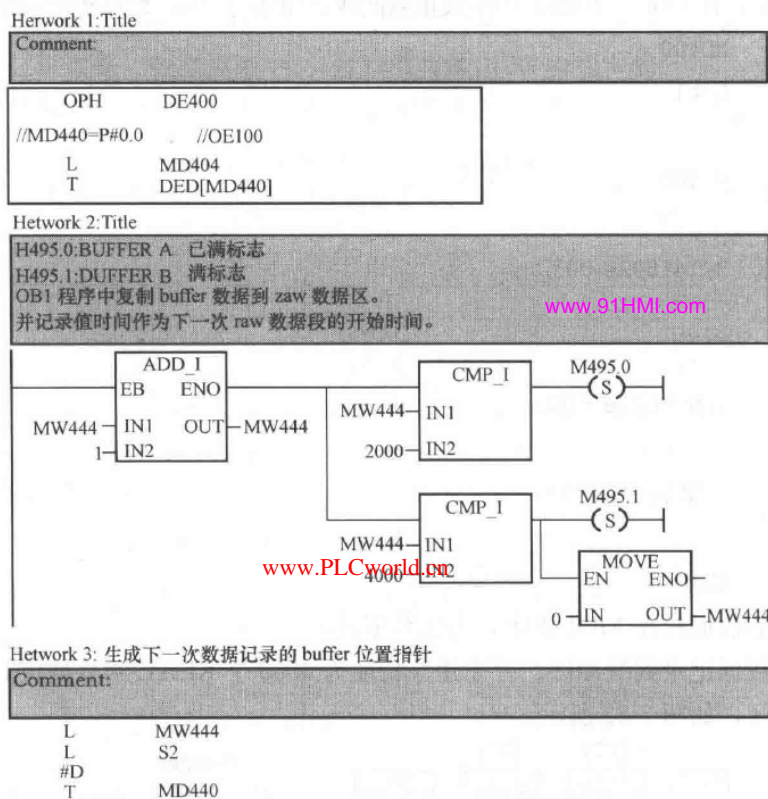 Herwork 1:Title
Comment:
OPH DE400
//MD440=P#0.0 //OE100
L MD404
T DED[MD440]
Hetwork 2:Title
H495.0:BUFFER A 已满标志
H495.1:DUFFER B 满标志
OB1 程序中复制 buffer 数据到 zaw 数据区。
www.91HMI.com
并记录值时间作为下一次 raw 数据段的开始时间。
ADD_I
EB ENO
MW444 IN1 OUT MW444
1 IN2
CMP_I
MW444 IN1
2000 IN2
M495.0
(S)
CMP_I
MW444 IN1
4000 IN2
www.PLCworld.cn
M495.1
(S)
MOVE
EN ENO
0 IN OUT MW444
Hetwork 3: 生成下一次数据记录的 buffer 位置指针
Comment:
L MW444
L S2
#D
T MD440